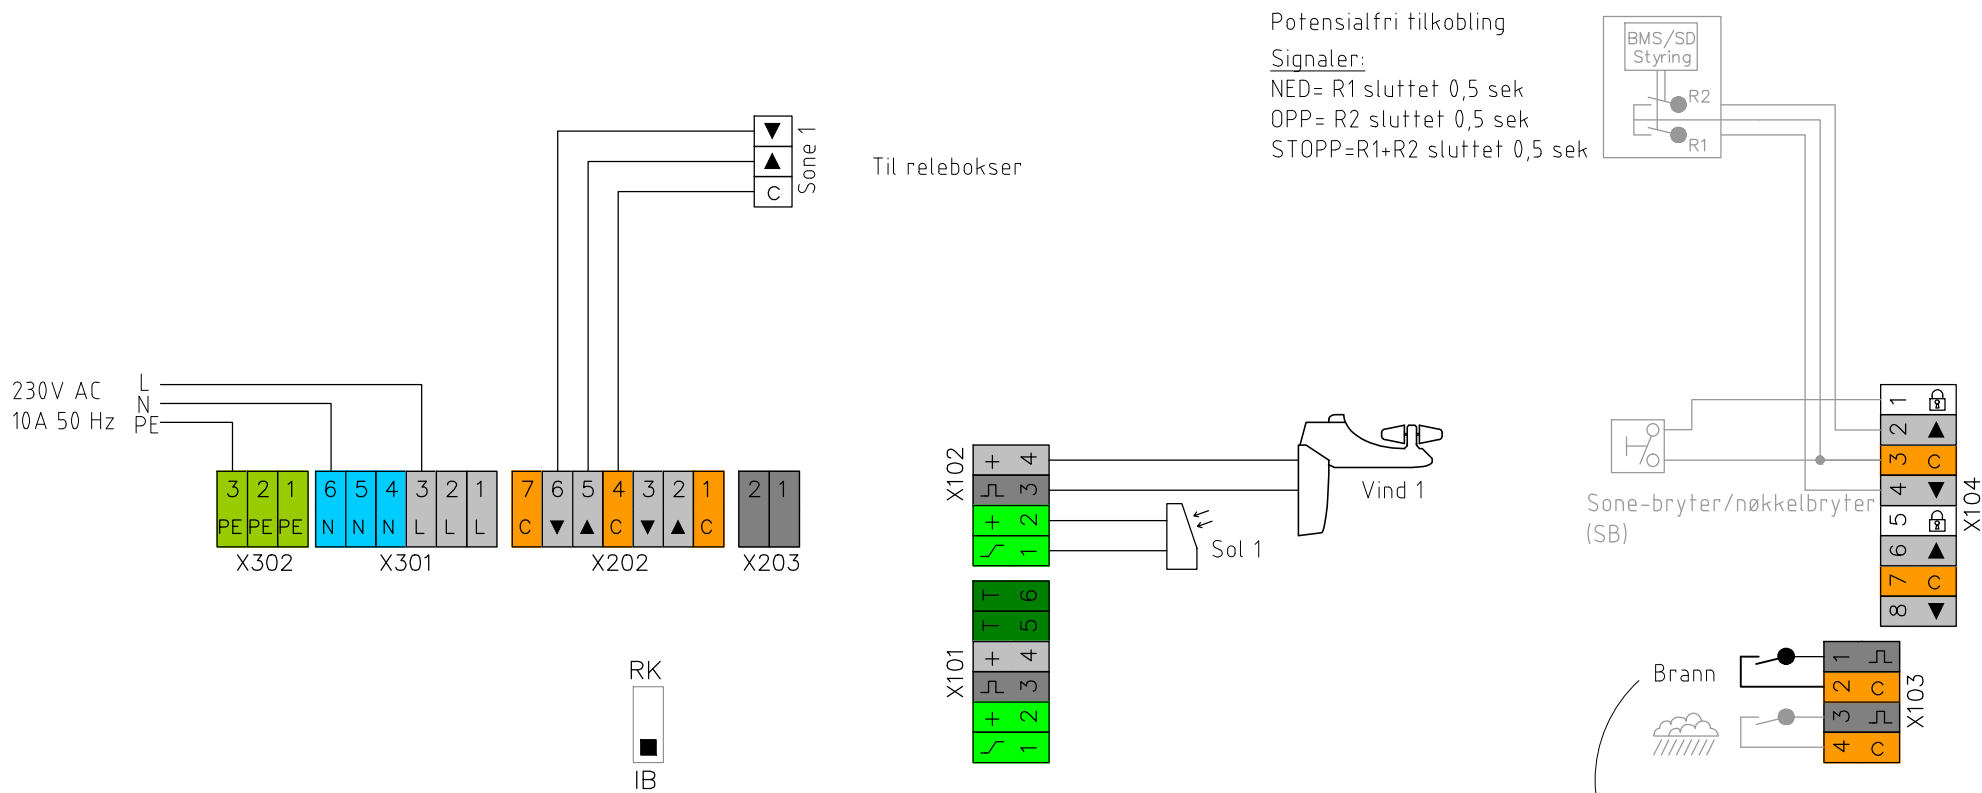 Potensialfri tilkobling
Signaler:
NED= R1 sluttet 0,5 sek
OPP= R2 sluttet 0,5 sek
STOPP=R1+R2 sluttet 0,5 sek
BMS/SD
Styring
R2
R1
▼
▲
C
Sone 1
Til relebokser
230V AC
10A 50 Hz
L
N
PE
3 2 1
PE PE PE
X302
6 5 4 3 2 1
N N N L L L
X301
7 6 5 4 3 2 1
C ▼ ▲ C ▼ ▲ C
X202
2 1
X203
RK
IB
X102
+ 4
3
+ 2
1
Vind 1
Sol 1
X101
T 6
T 5
+ 4
3
+ 2
1
Sone-bryter/nøkkelbryter
(SB)
1
2 ▲
3 C
4 ▼
5
6 ▲
7 C
8 ▼
X104
Brann
1
2 C
3
4 C
X103